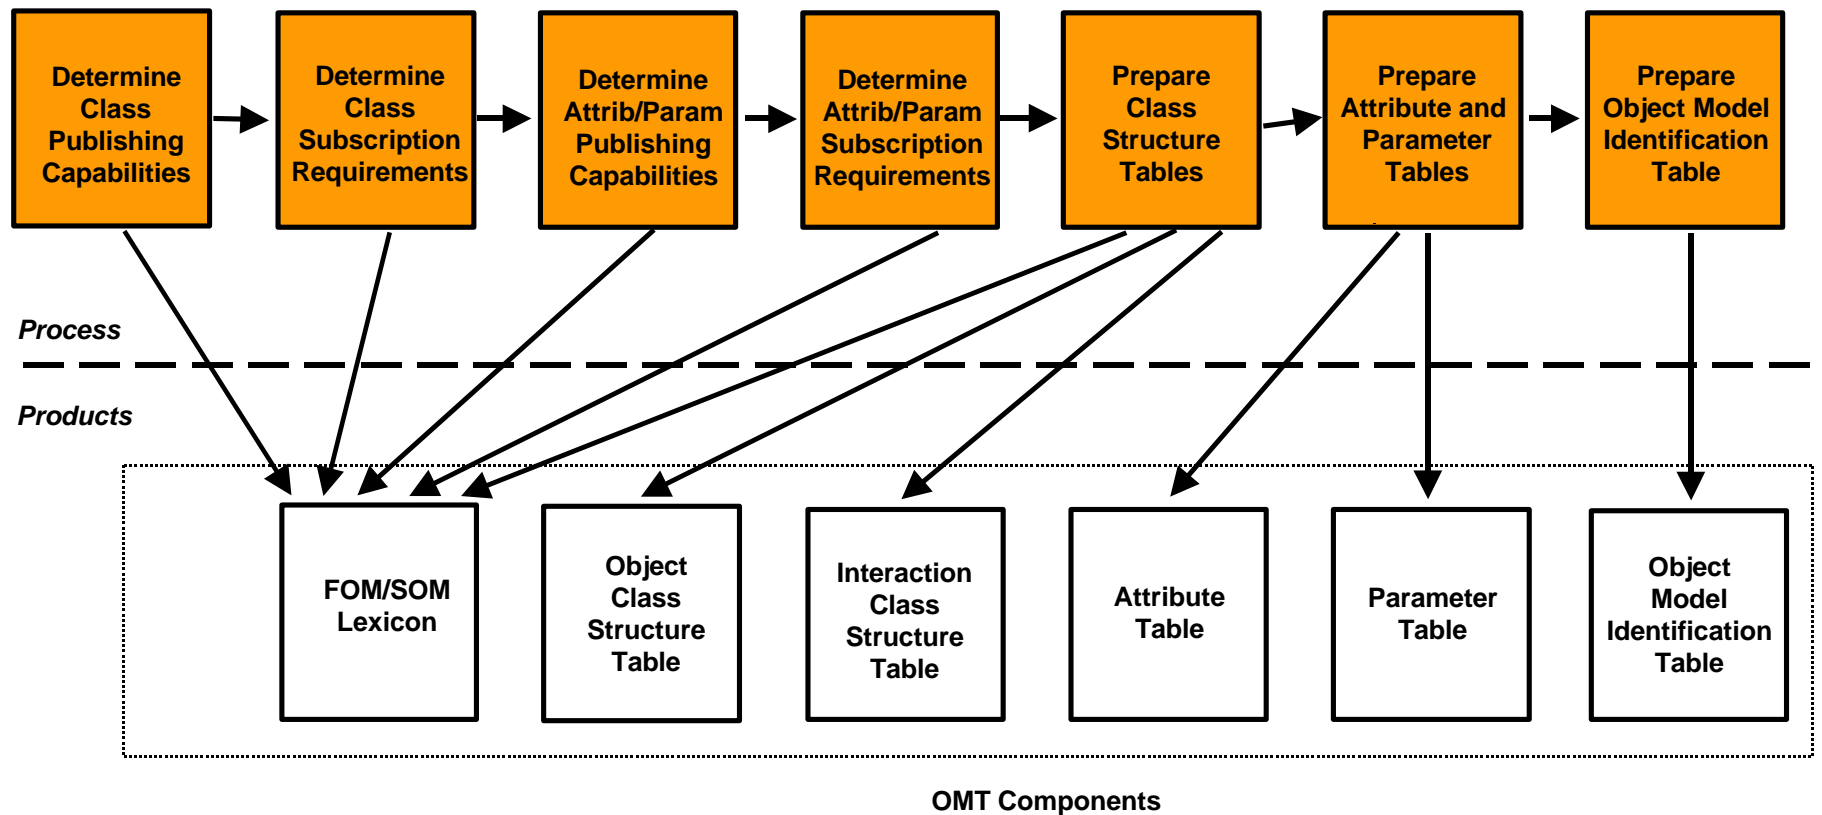 Determine
Class
Publishing
Capabilities
Determine
Class
Subscription
Requirements
Determine
Attrib/Param
Publishing
Capabilities
Determine
Attrib/Param
Subscription
Requirements
Prepare
Class
Structure
Tables
Prepare
Attribute and
Parameter
Tables
Prepare
Object Model
Identification
Table
Process
Products
FOM/SOM
Lexicon
Object
Class
Structure
Table
Interaction
Class
Structure
Table
Attribute
Table
Parameter
Table
Object
Model
Identification
Table
OMT Components